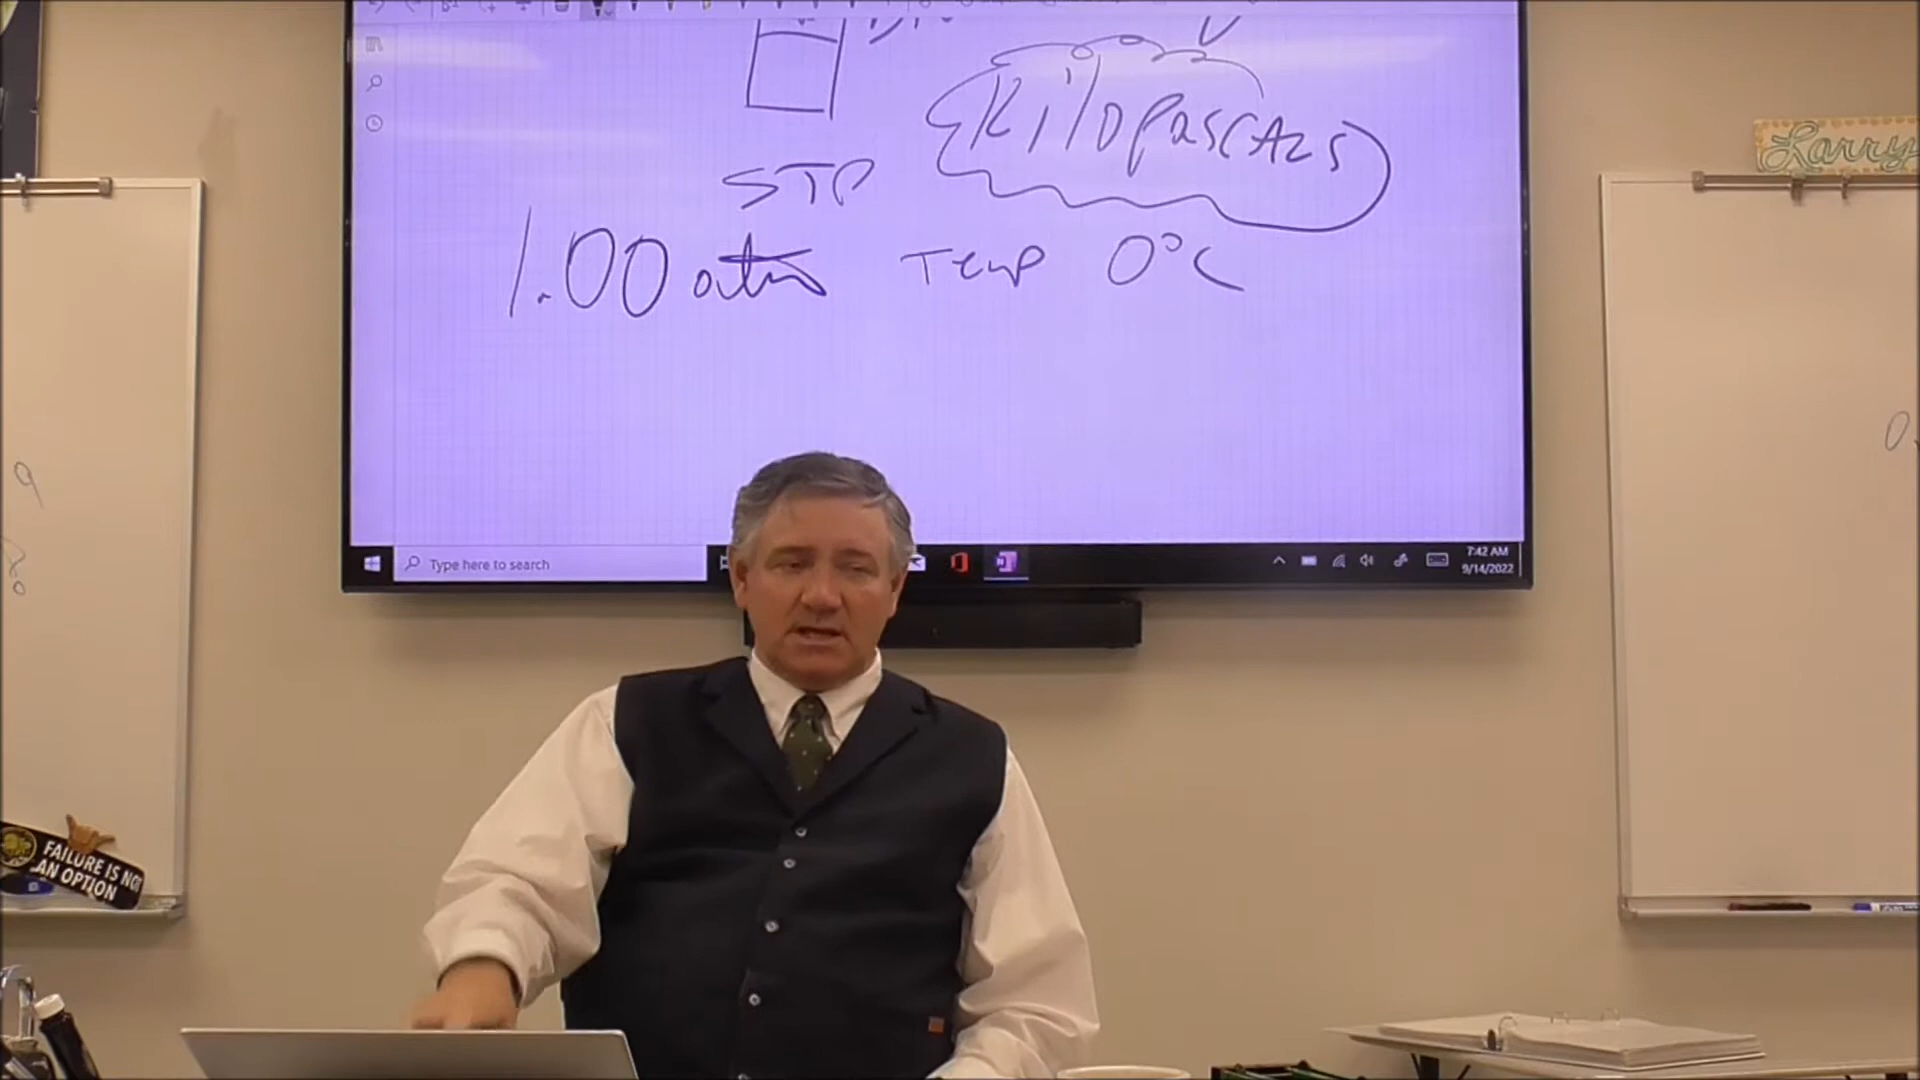 kilopascals
STP
1.00 atm Temp 0°C
Larry
Type here to search
7:42 AM
9/14/2022
FAILURE IS NOT
AN OPTION